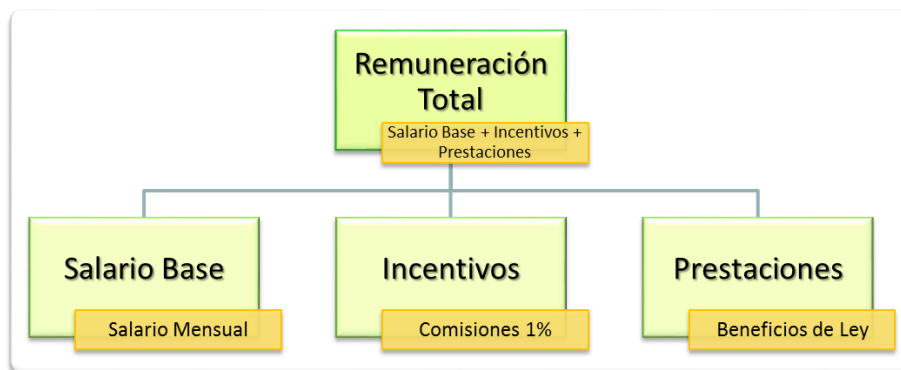 Remuneración
Total
Salario Base + Incentivos +
Prestaciones
Salario Base
Salario Mensual
Incentivos
Comisiones 1%
Prestaciones
Beneficios de Ley